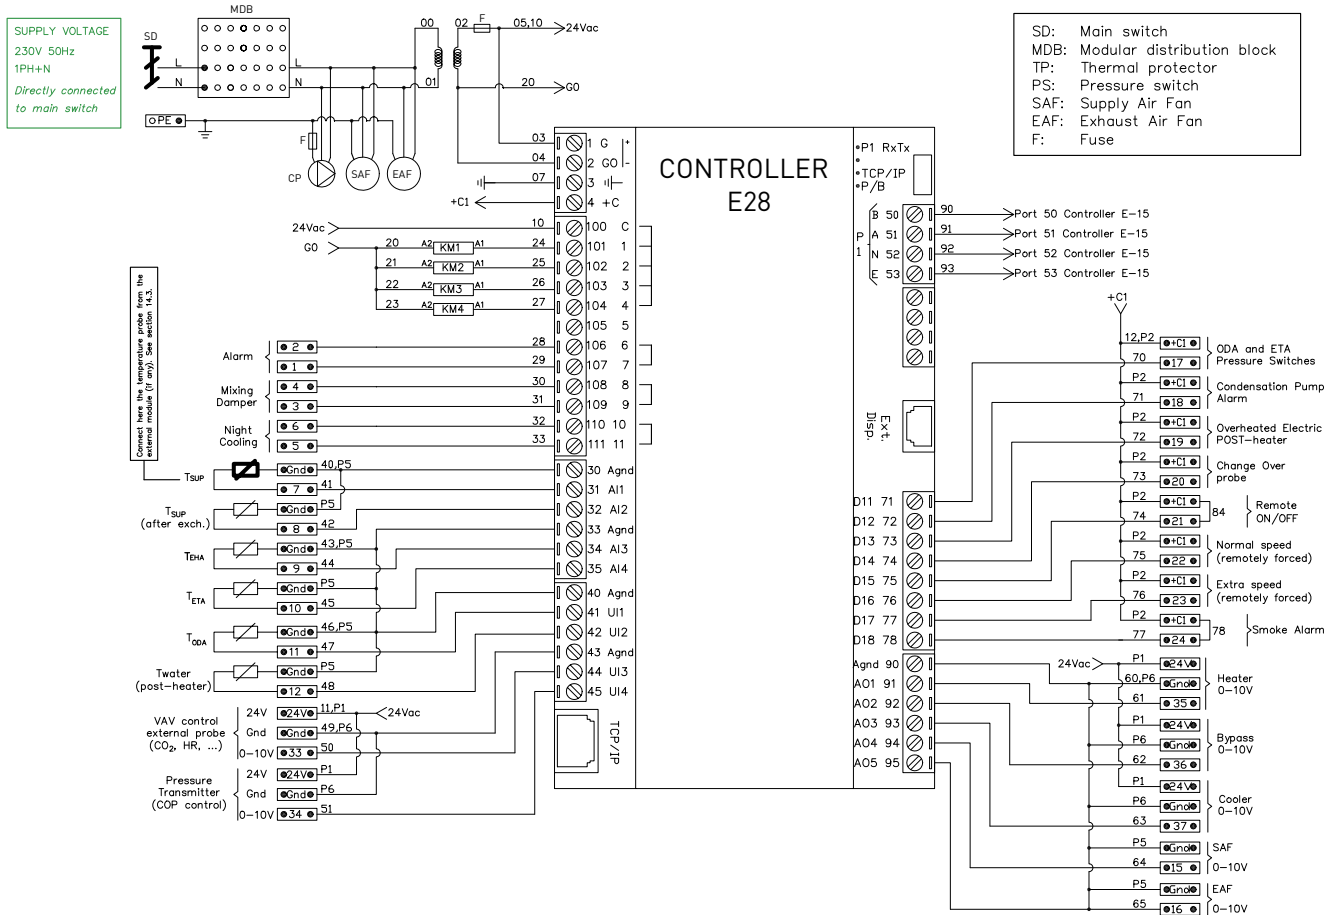 SUPPLY VOLTAGE
230V 50Hz
1PH+N
Directly connected
to main switch
MDB
SD
L
N
L
N
PE
F
CP
SAF
EAF
00
01
02
F
05,10
24Vac
20
G0
SD: Main switch
MDB: Modular distribution block
TP: Thermal protector
PS: Pressure switch
SAF: Supply Air Fan
EAF: Exhaust Air Fan
F: Fuse
CONTROLLER
E28
03 1 G +
04 2 G0 -
07 3
+C1 4 +C
24Vac 10 100 C
G0 20 A2 KM1 A1 24 101 1
21 A2 KM2 A1 25 102 2
22 A2 KM3 A1 26 103 3
23 A2 KM4 A1 27 104 4
105 5
Alarm
2 28 106 6
1 29 107 7
Mixing
Damper
4 30 108 8
3 31 109 9
Night
Cooling
6 32 110 10
5 33 111 11
Connect here the temperature probe from the
external module (if any). See section 14.3.
TSUP
Gnd 40,P5 30 Agnd
7 41 31 AI1
TSUP
(after exch.)
Gnd P5 32 AI2
8 42 33 Agnd
TEHA
Gnd 43,P5 34 AI3
9 44 35 AI4
TETA
Gnd P5 40 Agnd
10 45 41 UI1
TODA
Gnd 46,P5 42 UI2
11 47 43 Agnd
Twater
(post-heater)
Gnd P5 44 UI3
12 48 45 UI4
VAV control
external probe
(CO₂, HR, ...)
24V 24V 11,P1 24Vac
Gnd Gnd 49,P6
0-10V 33 50
Pressure
Transmitter
(COP control)
24V 24V P1
Gnd Gnd P6
0-10V 34 51
TCP/IP
P1 RxTx
TCP/IP
P/B
P
1
B 50 90 Port 50 Controller E-15
A 51 91 Port 51 Controller E-15
N 52 92 Port 52 Controller E-15
E 53 93 Port 53 Controller E-15
Ext.
Disp.
D11 71
D12 72
D13 73
D14 74
D15 75
D16 76
D17 77
D18 78
Agnd 90
AO1 91
AO2 92
AO3 93
AO4 94
AO5 95
+C1
12,P2 +C1
70 17
ODA and ETA
Pressure Switches
P2 +C1
71 18
Condensation Pump
Alarm
P2 +C1
72 19
Overheated Electric
POST-heater
P2 +C1
73 20
Change Over
probe
P2 +C1
74 21
84
Remote
ON/OFF
P2 +C1
75 22
Normal speed
(remotely forced)
P2 +C1
76 23
Extra speed
(remotely forced)
P2 +C1
77 24
78
Smoke Alarm
24Vac P1 24V
60,P6 Gnd
61 35
Heater
0-10V
P1 24V
P6 Gnd
62 36
Bypass
0-10V
P1 24V
P6 Gnd
63 37
Cooler
0-10V
P5 Gnd
64 15
SAF
0-10V
P5 Gnd
65 16
EAF
0-10V